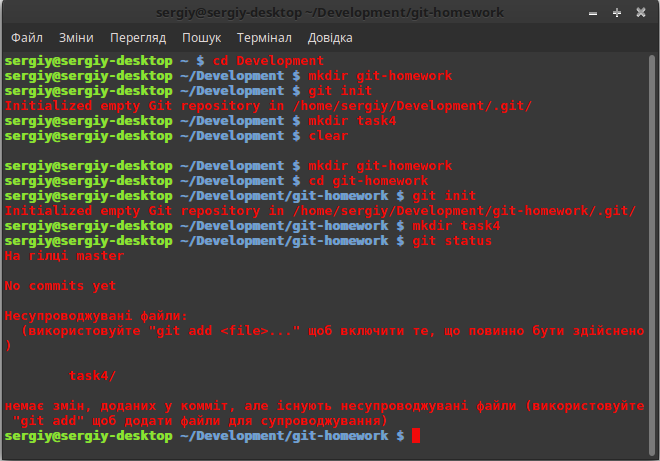 sergiy@sergiy-desktop ~/Development/git-homework
Файл Зміни Перегляд Пошук Термінал Довідка
sergiy@sergiy-desktop ~ $ cd Development
sergiy@sergiy-desktop ~/Development $ mkdir git-homework
sergiy@sergiy-desktop ~/Development $ git init
Initialized empty Git repository in /home/sergiy/Development/.git/
sergiy@sergiy-desktop ~/Development $ mkdir task4
sergiy@sergiy-desktop ~/Development $ clear
sergiy@sergiy-desktop ~/Development $ mkdir git-homework
sergiy@sergiy-desktop ~/Development $ cd git-homework
sergiy@sergiy-desktop ~/Development/git-homework $ git init
Initialized empty Git repository in /home/sergiy/Development/git-homework/.git/
sergiy@sergiy-desktop ~/Development/git-homework $ mkdir task4
sergiy@sergiy-desktop ~/Development/git-homework $ git status
На гілці master
No commits yet
Несупроводжувані файли:
(використовуйте "git add <file>..." щоб включити те, що повинно бути здійснено
)
task4/
немає змін, доданих у комміт, але існують несупроводжувані файли (використовуйте
"git add" щоб додати файли для супроводжування)
sergiy@sergiy-desktop ~/Development/git-homework $